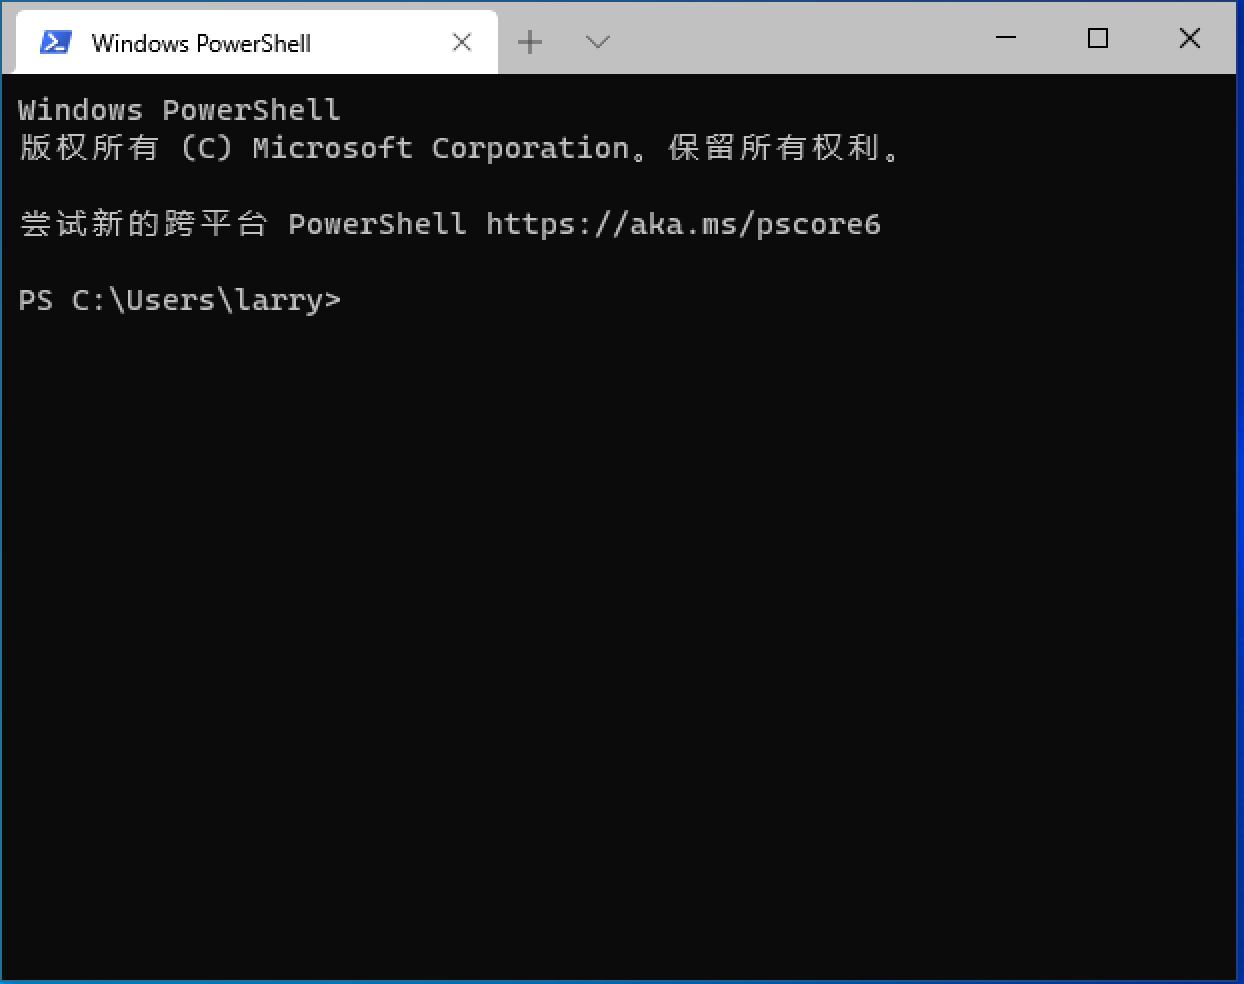 Windows PowerShell
Windows PowerShell
版权所有 (C) Microsoft Corporation。保留所有权利。
尝试新的跨平台 PowerShell https://aka.ms/pscore6
PS C:\Users\larry>